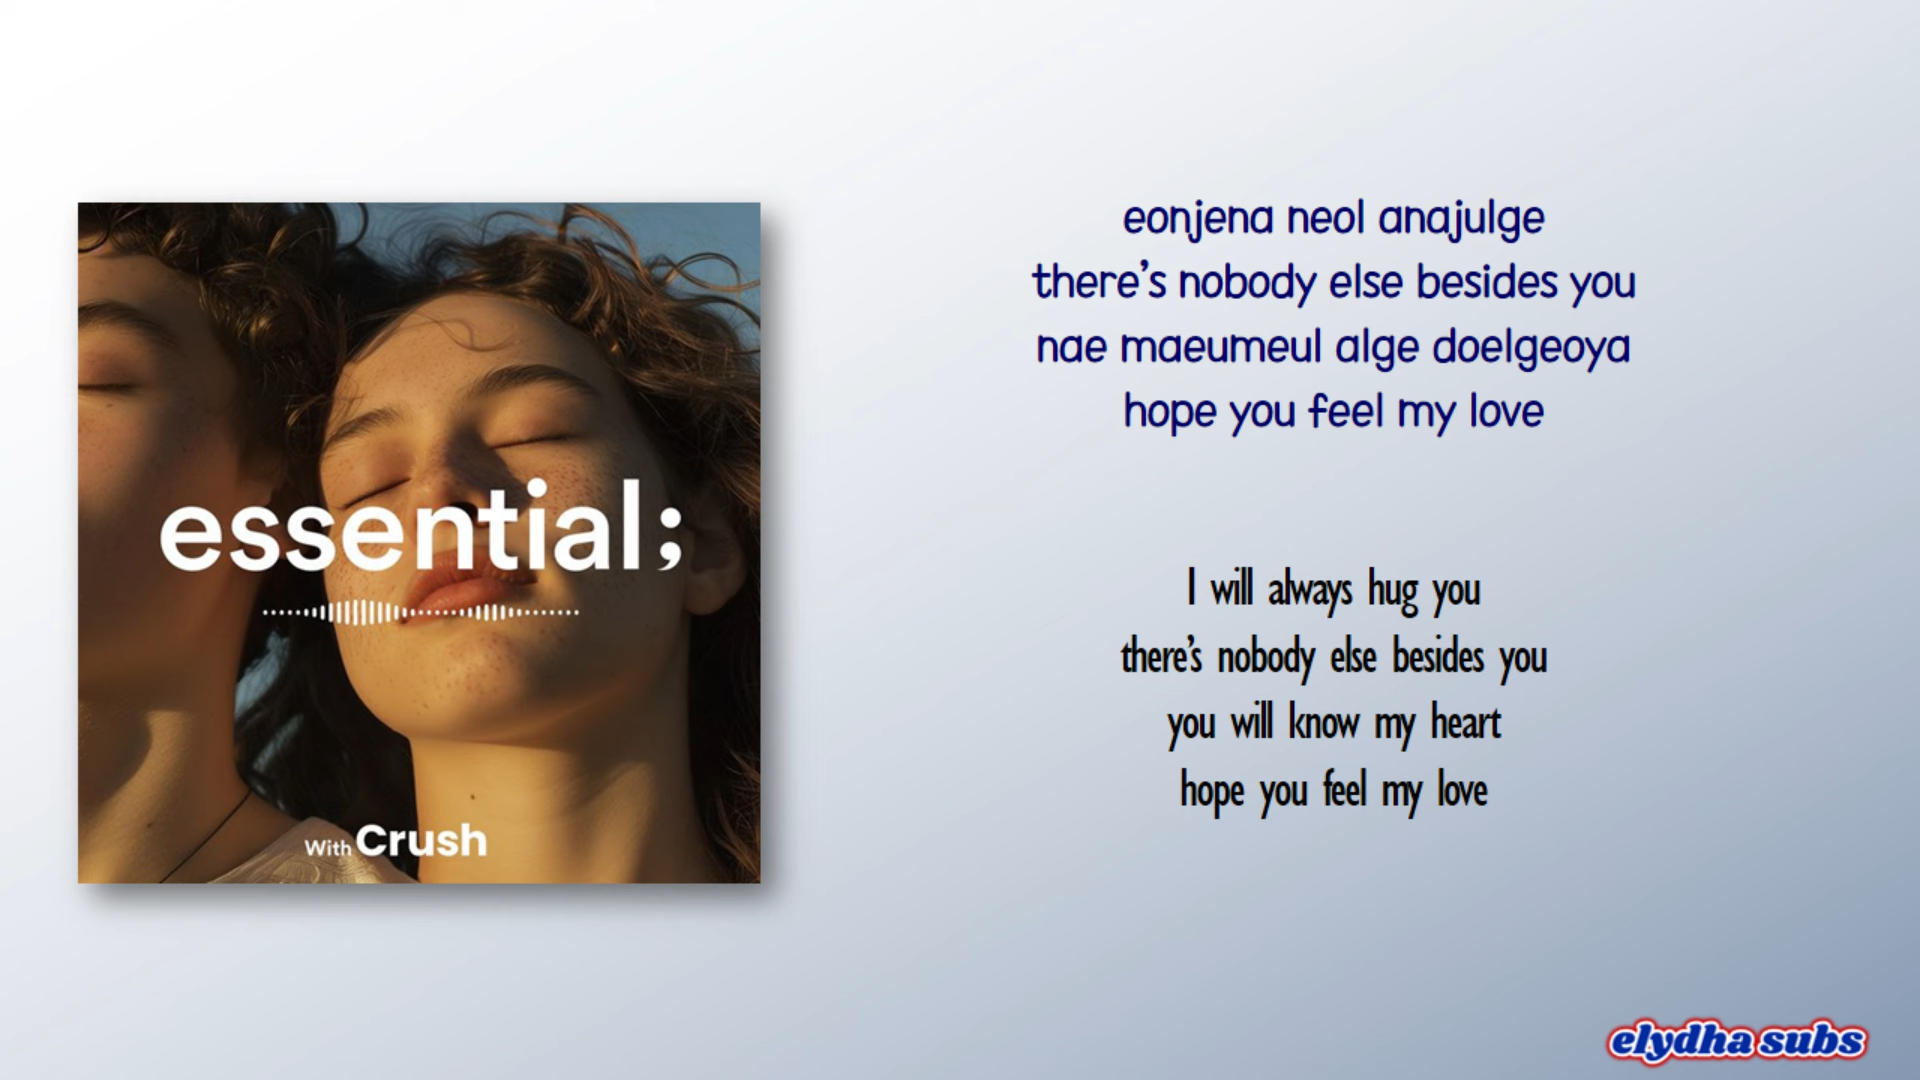 essential;
With Crush
eonjena neol anajulge
there's nobody else besides you
nae maeumeul alge doelgeoya
hope you feel my love
I will always hug you
there's nobody else besides you
you will know my heart
hope you feel my love
elydha subs